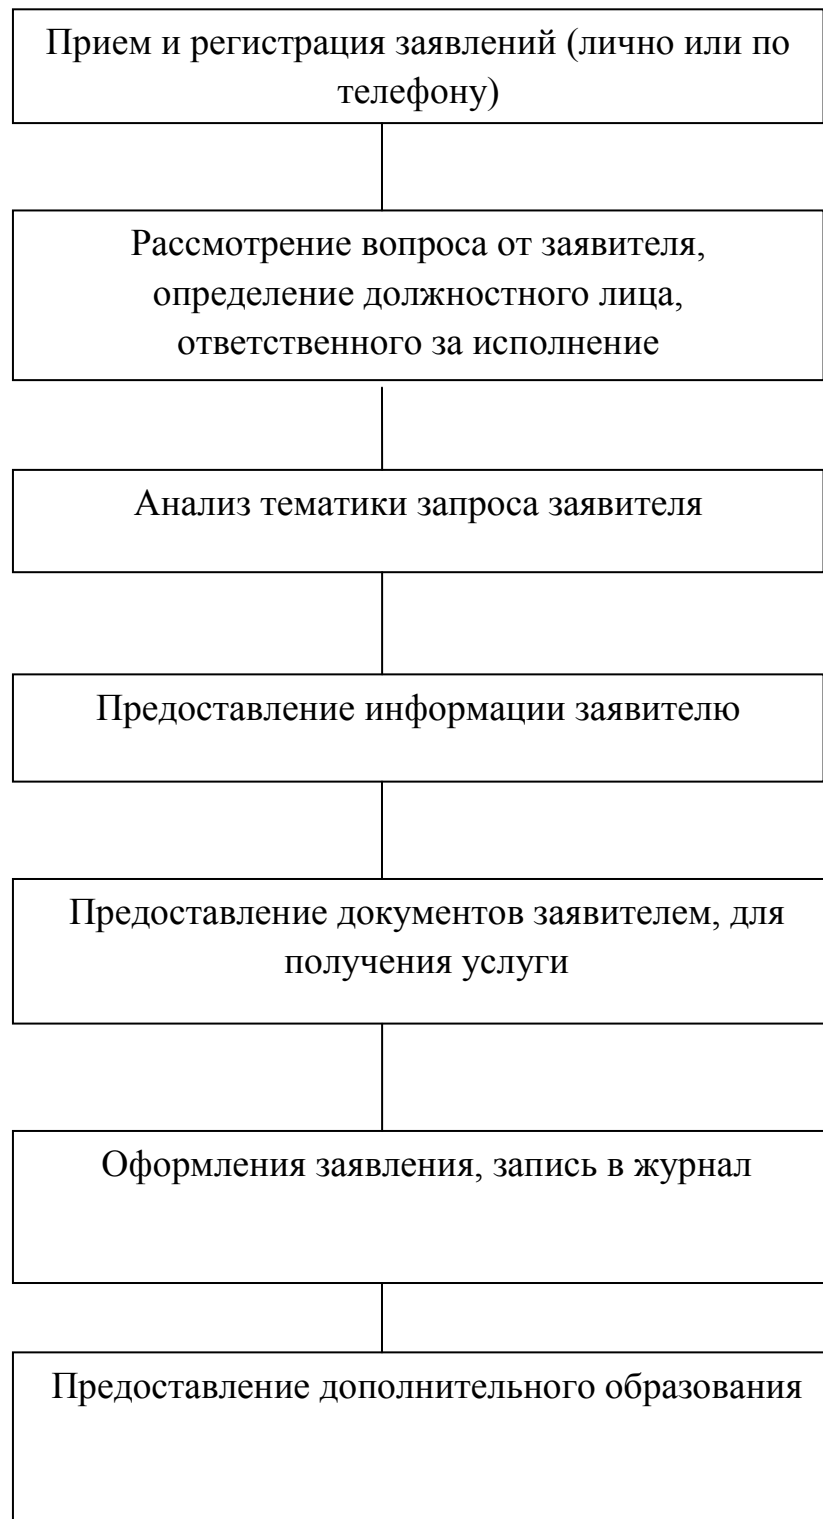 Прием и регистрация заявлений (лично или по
телефону)
Рассмотрение вопроса от заявителя,
определение должностного лица,
ответственного за исполнение
Анализ тематики запроса заявителя
Предоставление информации заявителю
Предоставление документов заявителем, для
получения услуги
Оформления заявления, запись в журнал
Предоставление дополнительного образования